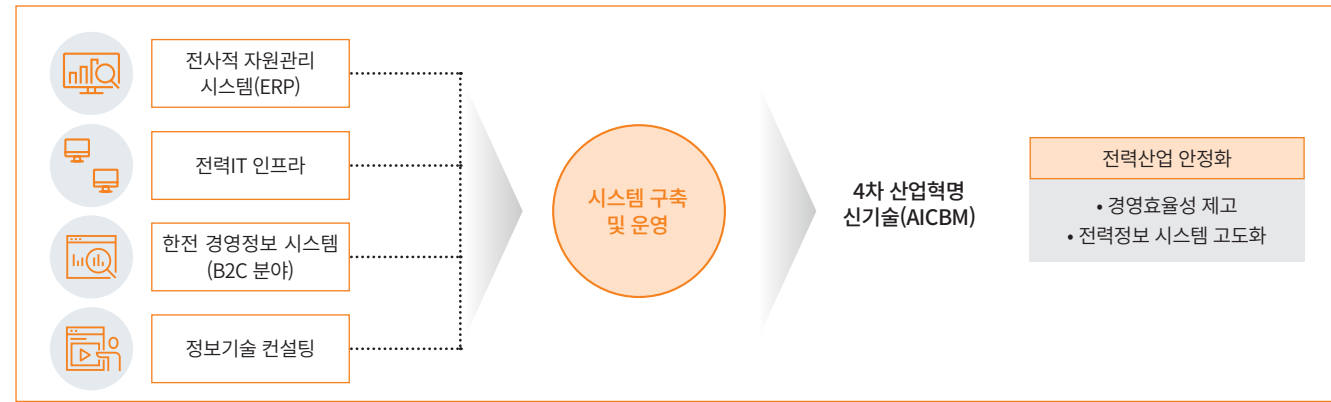 전사적 자원관리
시스템(ERP)
전력IT 인프라
한전 경영정보 시스템
(B2C 분야)
정보기술 컨설팅
시스템 구축
및 운영
4차 산업혁명
신기술(AICBM)
전력산업 안정화
• 경영효율성 제고
• 전력정보 시스템 고도화